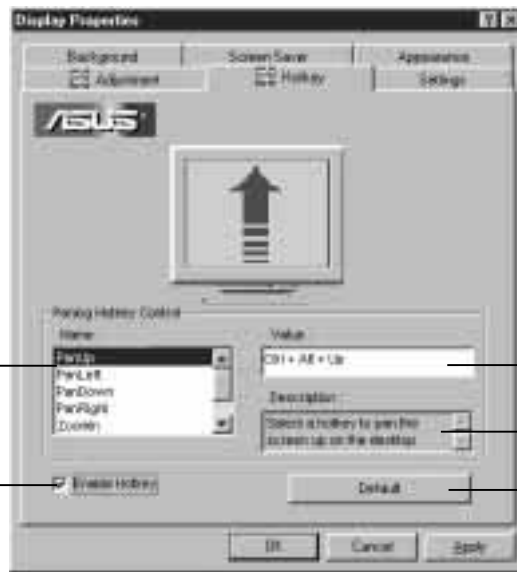 Display Properties
Background
Screen Saver
Appearance
Adjustment
Hotkey
Settings
ASUS
Hotkey Control
Name
Value
PanUp
PanLeft
PanDown
PanRight
ZoomIn
Ctrl + Alt + Up
Description
Select a hotkey to pan the
screen up on the desktop
Enable Hotkey
Default
OK
Cancel
Apply